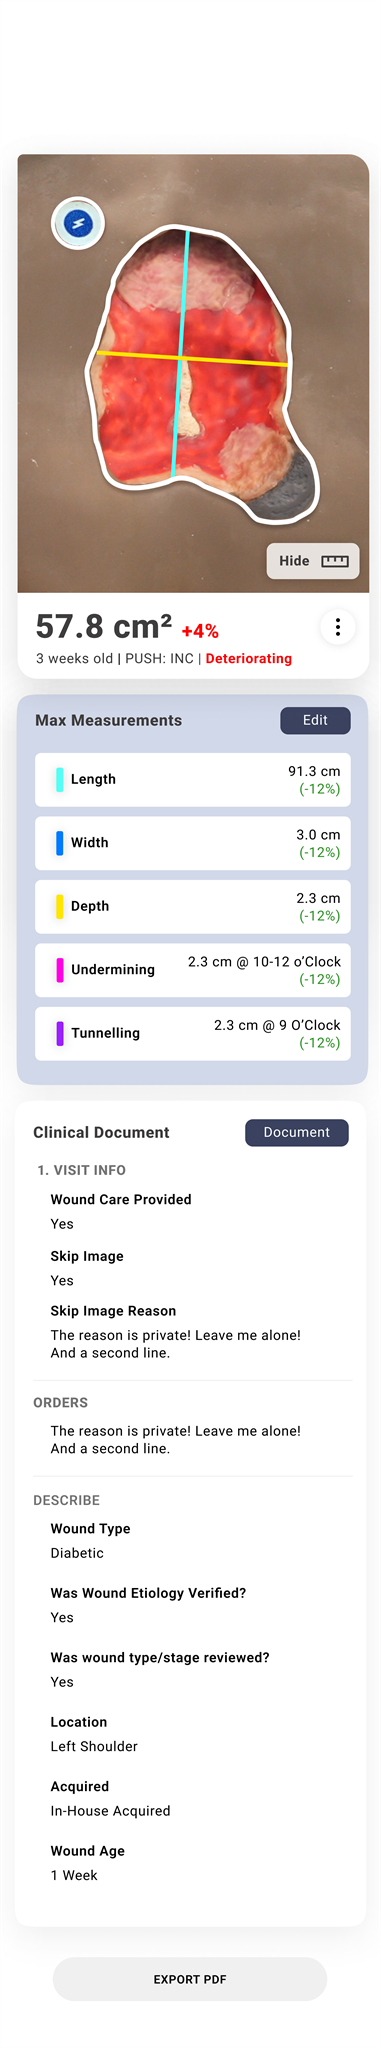 Hide
57.8 cm²  +4%
3 weeks old | PUSH: INC | Deteriorating
Max Measurements
Edit
Length
91.3 cm
(-12%)
Width
3.0 cm
(-12%)
Depth
2.3 cm
(-12%)
Undermining
2.3 cm @ 10-12 o’Clock
(-12%)
Tunnelling
2.3 cm @ 9 O’Clock
(-12%)
Clinical Document
Document
1. VISIT INFO
Wound Care Provided
Yes
Skip Image
Yes
Skip Image Reason
The reason is private! Leave me alone!
And a second line.
ORDERS
The reason is private! Leave me alone!
And a second line.
DESCRIBE
Wound Type
Diabetic
Was Wound Etiology Verified?
Yes
Was wound type/stage reviewed?
Yes
Location
Left Shoulder
Acquired
In-House Acquired
Wound Age
1 Week
EXPORT PDF